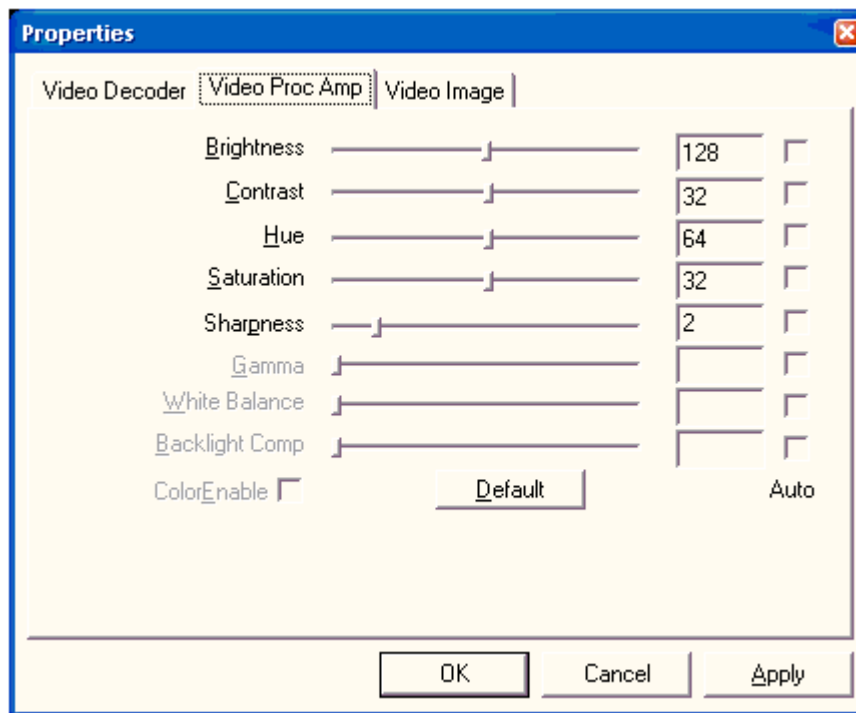 Properties
Video Decoder Video Proc Amp Video Image
Brightness 128
Contrast 32
Hue 64
Saturation 32
Sharpness 2
Gamma
White Balance
Backlight Comp
ColorEnable Default Auto
OK Cancel Apply